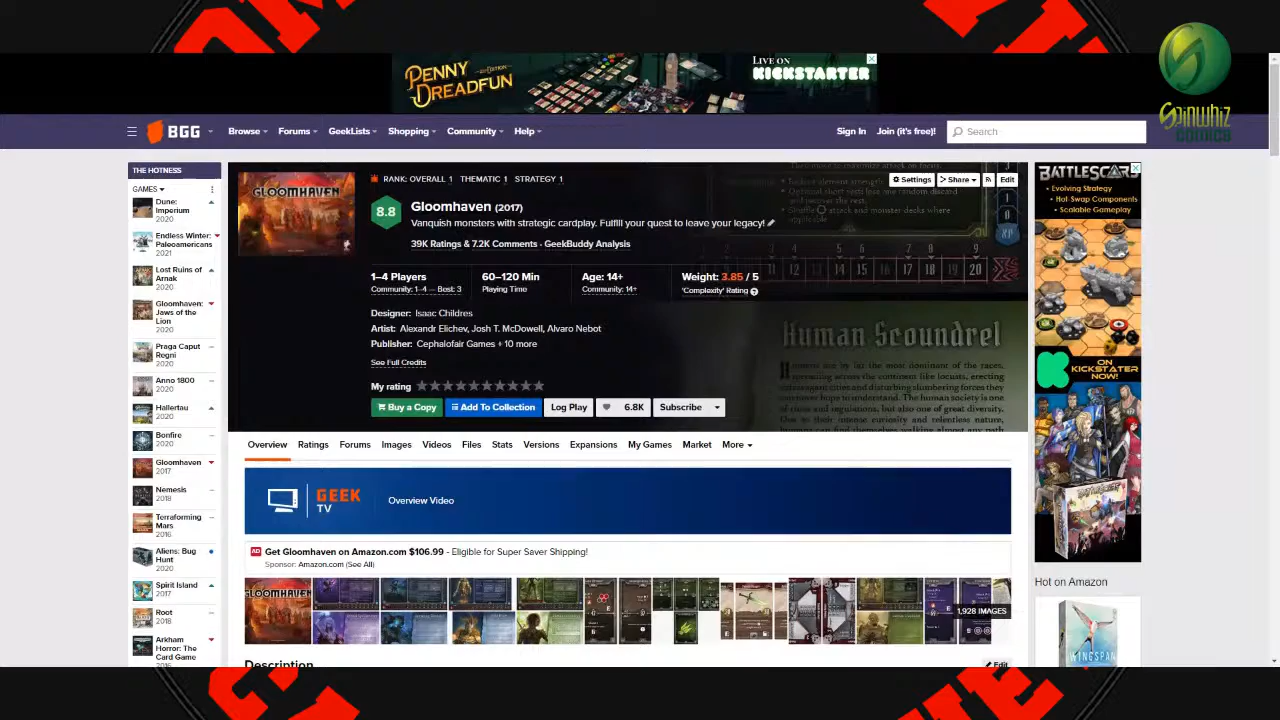 PENNY
DREADFUN
LIVE ON
KICKSTARTER
Spinwhiz
comics
BGG
Browse
Forums
GeekLists
Shopping
Community
Help
Sign In
Join (it's free!)
Search
THE HOTNESS
GAMES
Dune:
Imperium
2020
Endless Winter:
Paleoamericans
2021
Lost Ruins of
Arnak
2020
Gloomhaven:
Jaws of the
Lion
2020
Praga Caput
Regni
2020
Anno 1800
2020
Hallertau
2020
Bonfire
2020
Gloomhaven
2017
Nemesis
2018
Terraforming
Mars
2016
Aliens: Bug
Hunt
2020
Spirit Island
2017
Root
2018
Arkham
Horror: The
Card Game
2016
GLOOMHAVEN
RANK: OVERALL 1 THEMATIC 1 STRATEGY 1
Settings
Share
Edit
8.8
Gloomhaven (2017)
Vanquish monsters with strategic cardplay. Fulfill your quest to leave your legacy!
39K Ratings & 7.2K Comments · GeekBuddy Analysis
1–4 Players
Community: 1–4 — Best: 3
60–120 Min
Playing Time
Age: 14+
Community: 14+
Weight: 3.85 / 5
'Complexity' Rating
Designer: Isaac Childres
Artist: Alexandr Elichev, Josh T. McDowell, Alvaro Nebot
Publisher: Cephalofair Games + 10 more
See Full Credits
My rating
Buy a Copy
Add To Collection
Log Play
6.8K
Subscribe
Human Scoundrel
Overview
Ratings
Forums
Images
Videos
Files
Stats
Versions
Expansions
My Games
Market
More
GEEK
TV
Overview Video
AD Get Gloomhaven on Amazon.com $106.99 - Eligible for Super Saver Shipping!
Sponsor: Amazon.com (See All)
GLOOMHAVEN
1,928 IMAGES
Description
Edit
BATTLESCARS
• Evolving Strategy
• Hot-Swap Components
• Scalable Gameplay
ON
KICKSTARTER
NOW!
Hot on Amazon
WINGSPAN